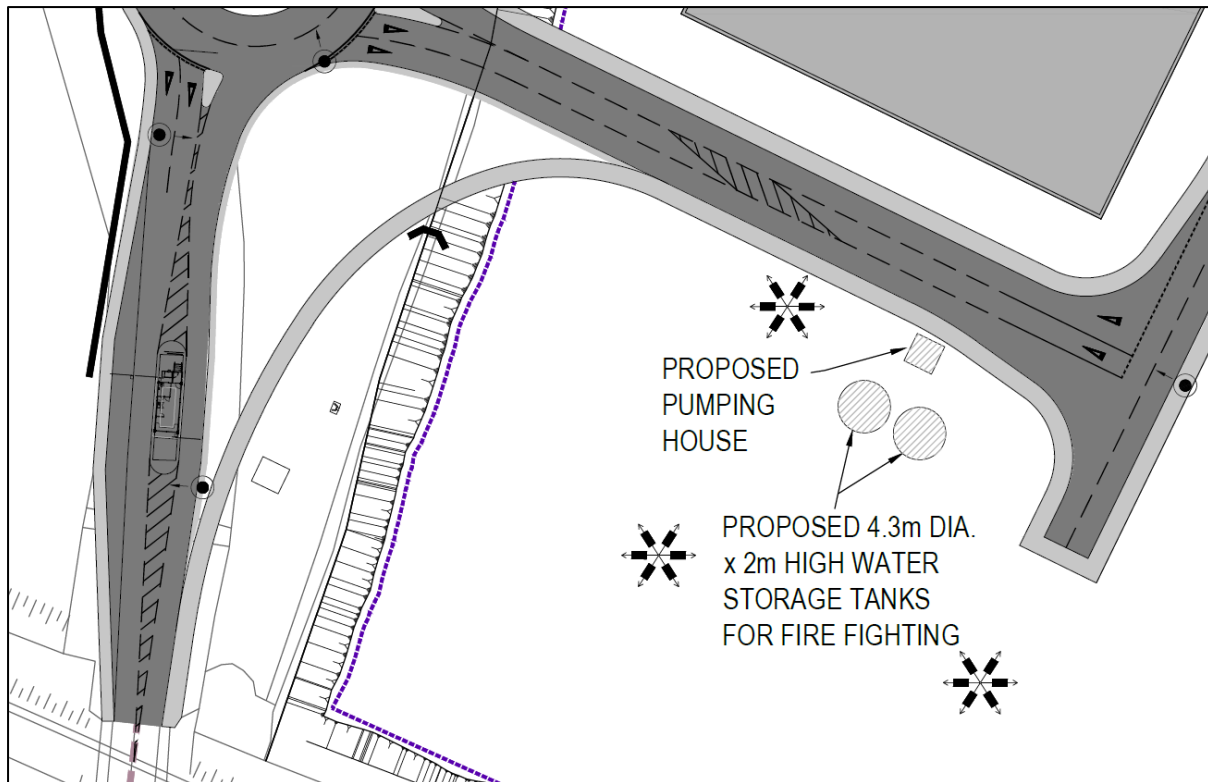 PROPOSED
PUMPING
HOUSE
PROPOSED 4.3m DIA.
x 2m HIGH WATER
STORAGE TANKS
FOR FIRE FIGHTING